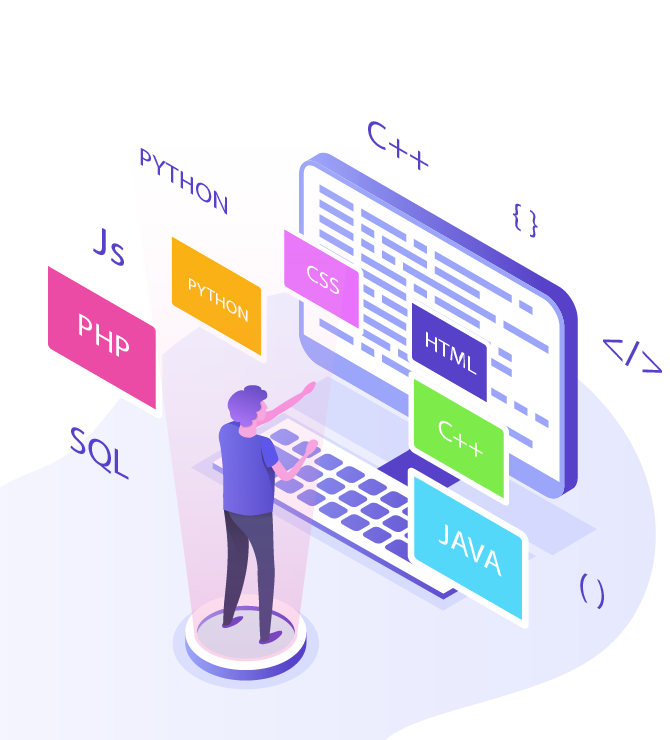 C++
PYTHON
{ }
Js
CSS
PYTHON
PHP
HTML
</>
C++
SQL
JAVA
( )